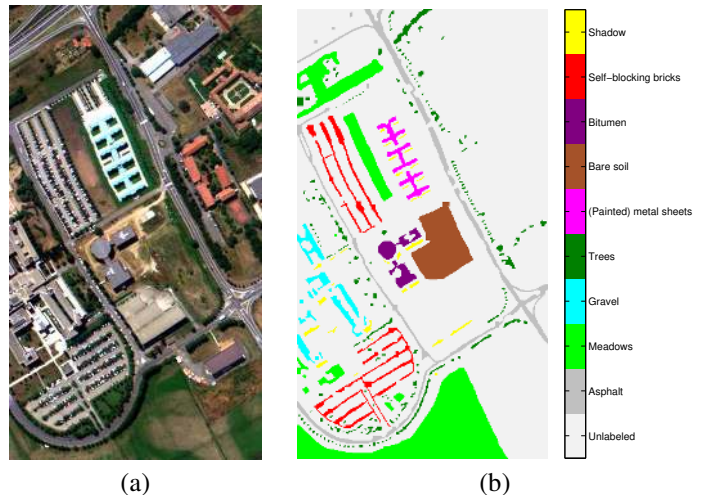 Shadow
Self-blocking bricks
Bitumen
Bare soil
(Painted) metal sheets
Trees
Gravel
Meadows
Asphalt
Unlabeled
(a)
(b)